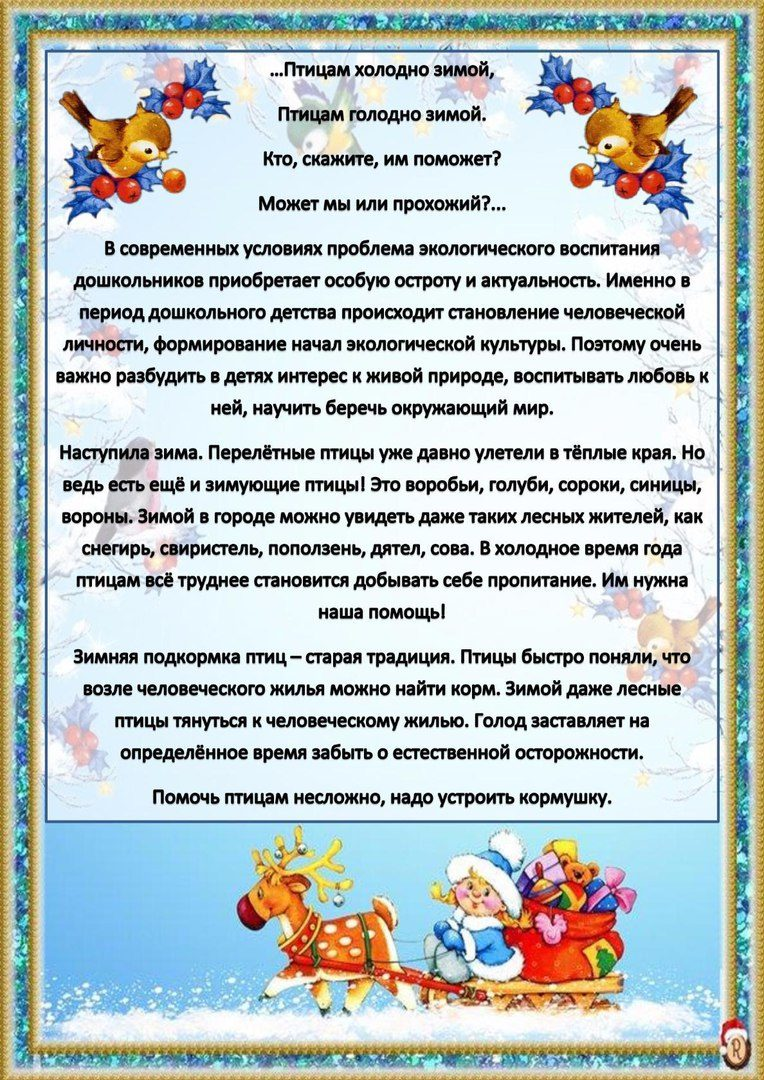 ...Птицам холодно зимой,
Птицам голодно зимой.
Кто, скажите, им поможет?
Может мы или прохожий?...
В современных условиях проблема экологического воспитания
дошкольников приобретает особую остроту и актуальность. Именно в
период дошкольного детства происходит становление человеческой
личности, формирование начал экологической культуры. Поэтому очень
важно разбудить в детях интерес к живой природе, воспитывать любовь к
ней, научить беречь окружающий мир.
Наступила зима. Перелётные птицы уже давно улетели в тёплые края. Но
ведь есть ещё и зимующие птицы! Это воробьи, голуби, сороки, синицы,
вороны. Зимой в городе можно увидеть даже таких лесных жителей, как
снегирь, свиристель, поползень, дятел, сова. В холодное время года
птицам всё труднее становится добывать себе пропитание. Им нужна
наша помощь!
Зимняя подкормка птиц – старая традиция. Птицы быстро поняли, что
возле человеческого жилья можно найти корм. Зимой даже лесные
птицы тянуться к человеческому жилью. Голод заставляет на
определённое время забыть о естественной осторожности.
Помочь птицам несложно, надо устроить кормушку.
R